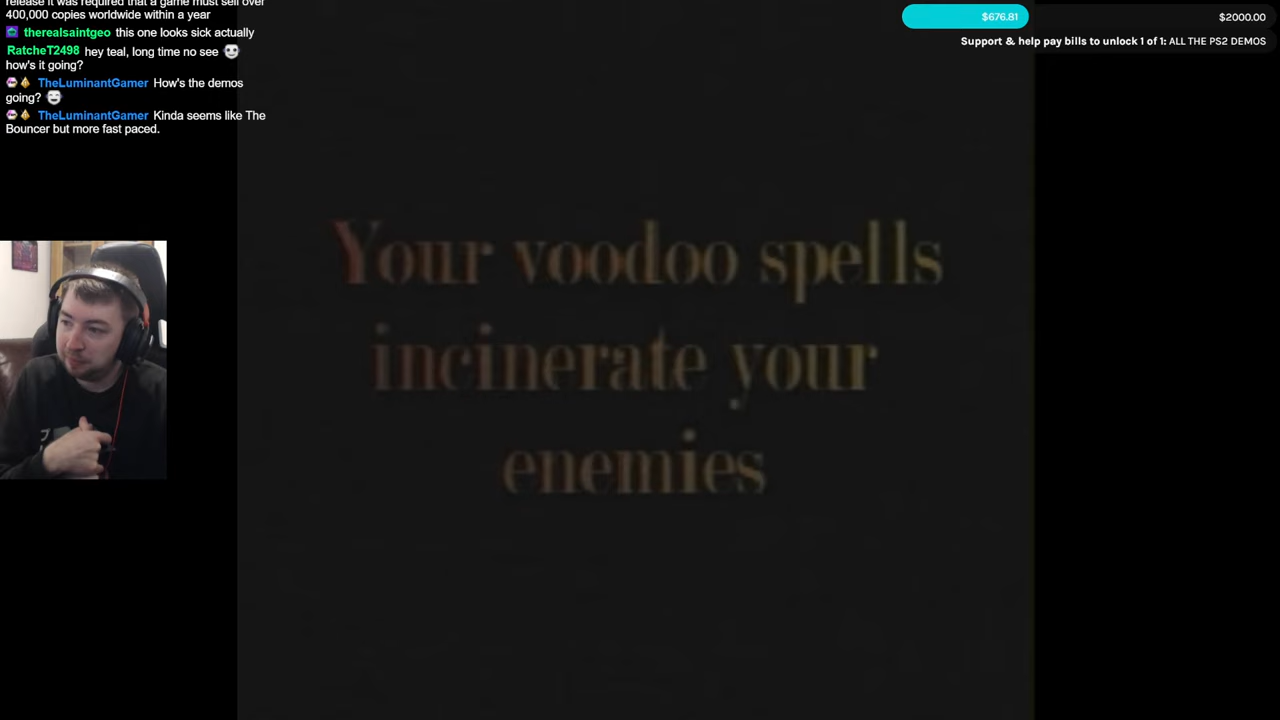 release it was required that a game must sell over
400,000 copies worldwide within a year
therealsaintgeo this one looks sick actually
RatcheT2498 hey teal, long time no see
how's it going?
TheLuminantGamer How's the demos
going?
TheLuminantGamer Kinda seems like The
Bouncer but more fast paced.
$676.81
$2000.00
Support & help pay bills to unlock 1 of 1: ALL THE PS2 DEMOS
Your voodoo spells
incinerate your
enemies